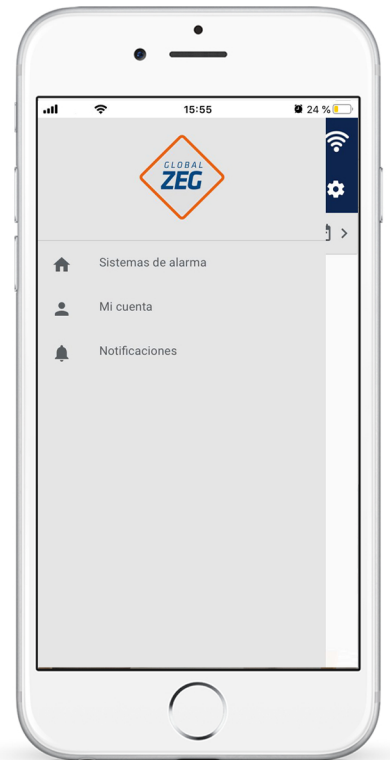 15:55
24 %
GLOBAL
ZEG
Sistemas de alarma
Mi cuenta
Notificaciones